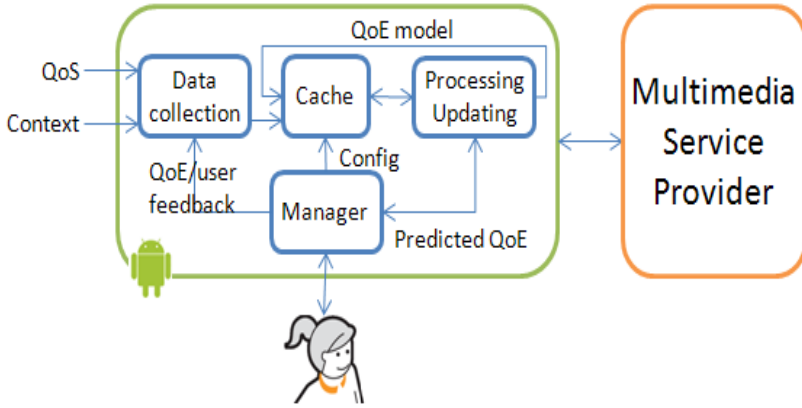 QoE model
QoS
Context
Data
collection
Cache
Processing
Updating
Multimedia
Service
Provider
QoE/user
feedback
Config
Manager
Predicted QoE